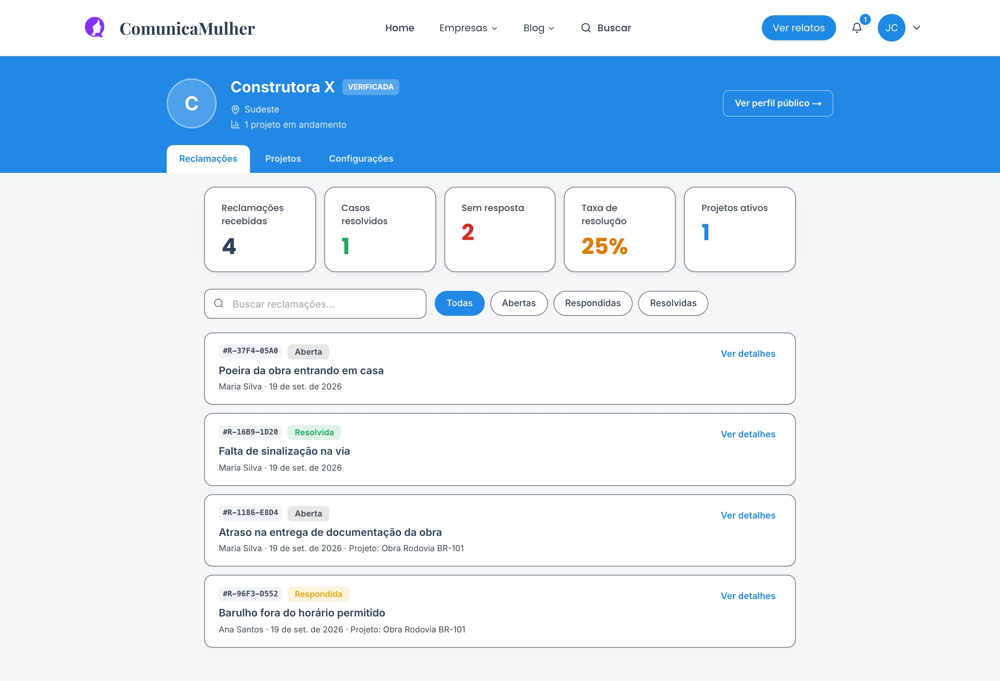 ComunicaMulher
Home Empresas Blog Buscar
Ver relatos 1 JC
C
Construtora X VERIFICADA
Sudeste
1 projeto em andamento
Ver perfil público →
Reclamações Projetos Configurações
Reclamações
recebidas
4
Casos
resolvidos
1
Sem resposta
2
Taxa de
resolução
25%
Projetos ativos
1
Buscar reclamações...
Todas Abertas Respondidas Resolvidas
#R-37F4-05A0 Aberta
Ver detalhes
Poeira da obra entrando em casa
Maria Silva · 19 de set. de 2026
#R-16B9-1D20 Resolvida
Ver detalhes
Falta de sinalização na via
Maria Silva · 19 de set. de 2026
#R-1186-E8D4 Aberta
Ver detalhes
Atraso na entrega de documentação da obra
Maria Silva · 19 de set. de 2026 · Projeto: Obra Rodovia BR-101
#R-96F3-D552 Respondida
Ver detalhes
Barulho fora do horário permitido
Ana Santos · 19 de set. de 2026 · Projeto: Obra Rodovia BR-101